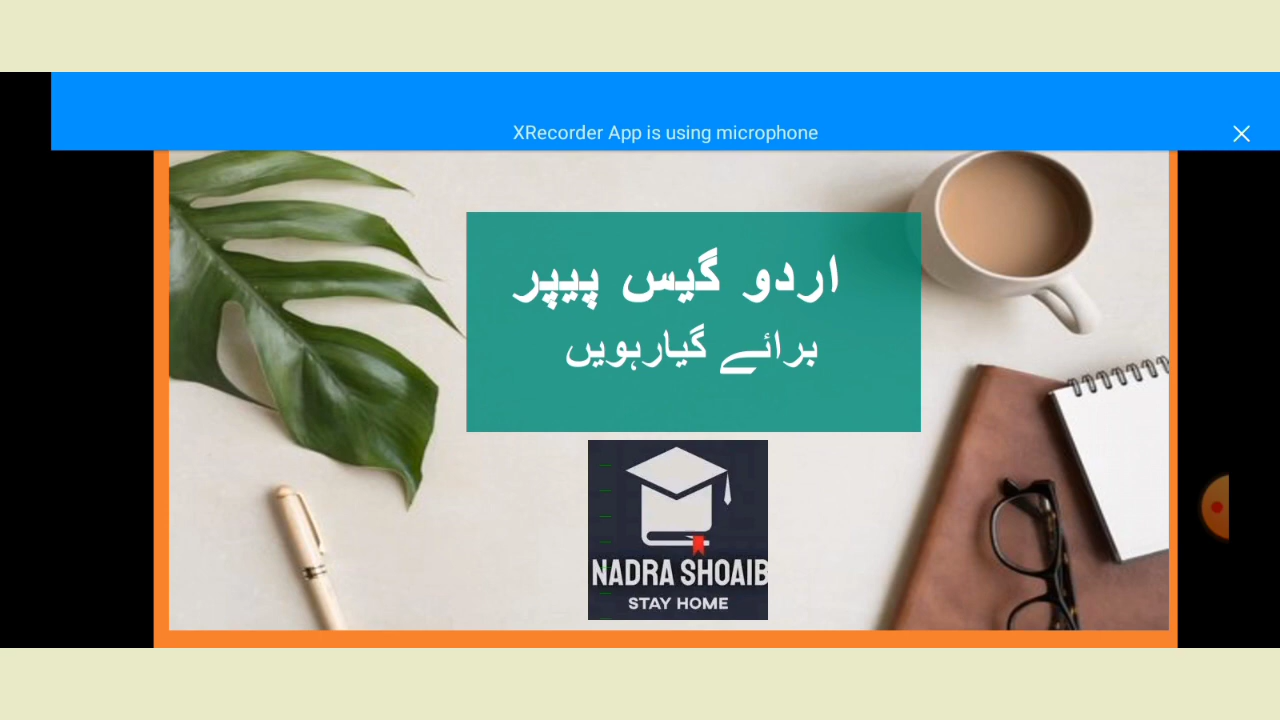 XRecorder App is using microphone
اردو گیس پیپر
برائے گیارہویں
NADRA SHOAIB
STAY HOME